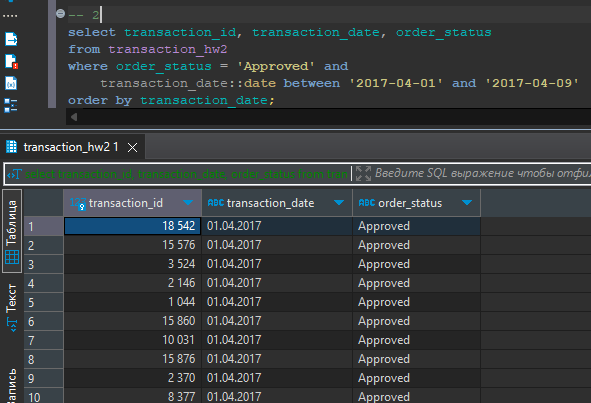 -- 2
select transaction_id, transaction_date, order_status
from transaction_hw2
where order_status = 'Approved' and
transaction_date::date between '2017-04-01' and '2017-04-09'
order by transaction_date;
transaction_hw2 1
select transaction_id, transaction_date, order_status from tran
Введите SQL выражение чтобы отфил
transaction_id transaction_date order_status
1 18 542 01.04.2017 Approved
2 15 576 01.04.2017 Approved
3 3 524 01.04.2017 Approved
4 2 146 01.04.2017 Approved
5 1 044 01.04.2017 Approved
6 15 860 01.04.2017 Approved
7 10 031 01.04.2017 Approved
8 15 876 01.04.2017 Approved
9 2 370 01.04.2017 Approved
10 8 377 01.04.2017 Approved
Таблица
Текст
Запись